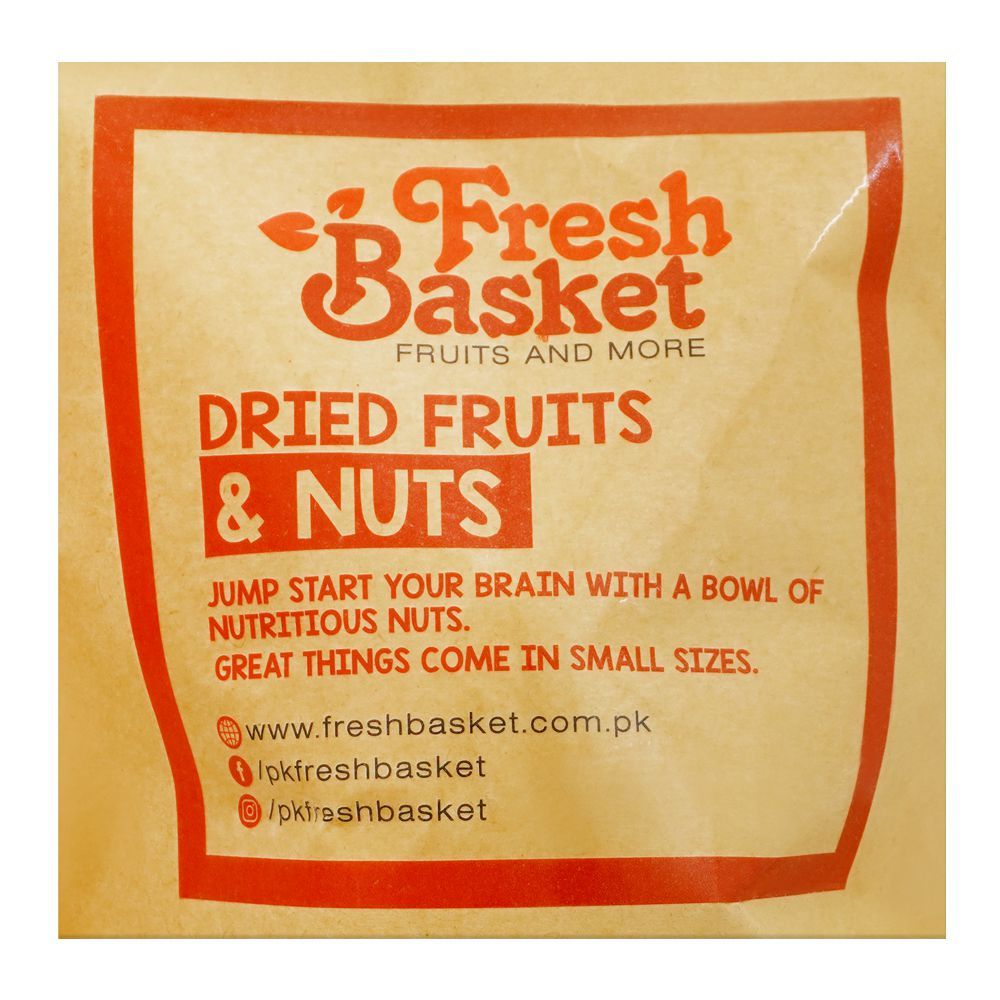 Fresh
Basket
FRUITS AND MORE
DRIED FRUITS
& NUTS
JUMP START YOUR BRAIN WITH A BOWL OF
NUTRITIOUS NUTS.
GREAT THINGS COME IN SMALL SIZES.
www.freshbasket.com.pk
/pkfreshbasket
/pkfreshbasket